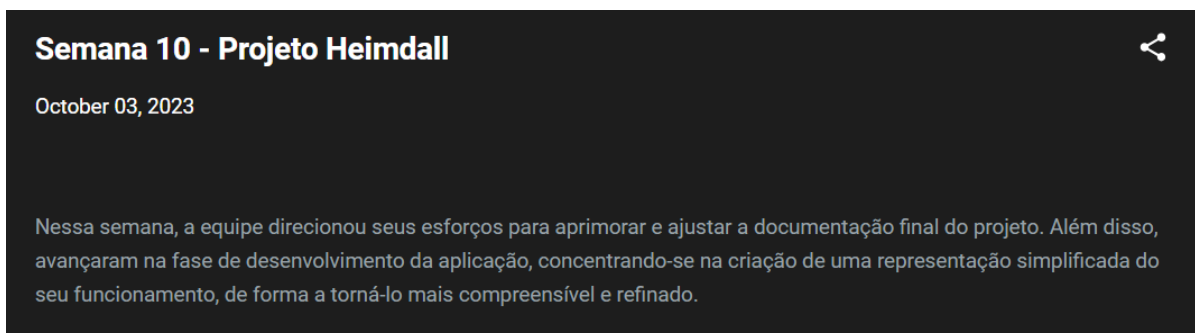 Semana 10 - Projeto Heimdall
October 03, 2023
Nessa semana, a equipe direcionou seus esforços para aprimorar e ajustar a documentação final do projeto. Além disso,
avançaram na fase de desenvolvimento da aplicação, concentrando-se na criação de uma representação simplificada do
seu funcionamento, de forma a torná-lo mais compreensível e refinado.